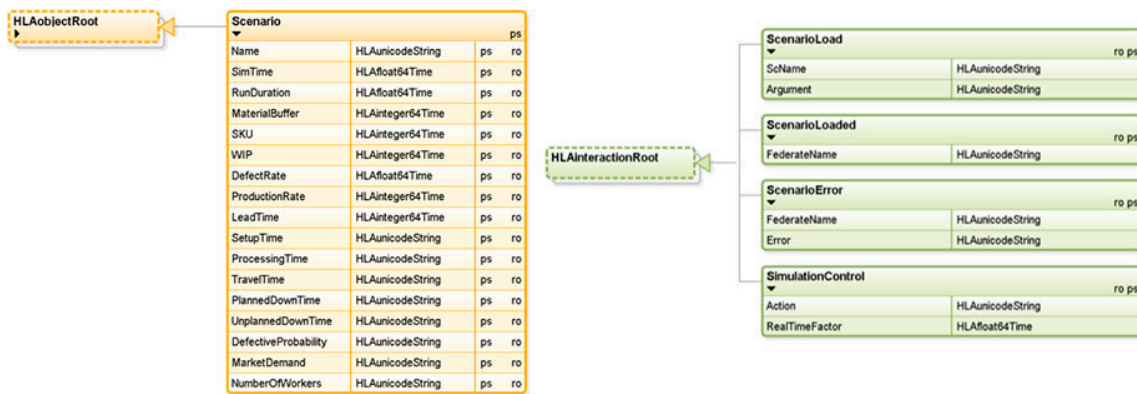 HLAobjectRoot
Scenario
ps
Name HLAunicodeString ps ro
SimTime HLAfloat64Time ps ro
RunDuration HLAfloat64Time ps ro
MaterialBuffer HLAinteger64Time ps ro
SKU HLAinteger64Time ps ro
WIP HLAinteger64Time ps ro
DefectRate HLAfloat64Time ps ro
ProductionRate HLAinteger64Time ps ro
LeadTime HLAinteger64Time ps ro
SetupTime HLAunicodeString ps ro
ProcessingTime HLAunicodeString ps ro
TravelTime HLAunicodeString ps ro
PlannedDownTime HLAunicodeString ps ro
UnplannedDownTime HLAunicodeString ps ro
DefectiveProbability HLAunicodeString ps ro
MarketDemand HLAunicodeString ps ro
NumberOfWorkers HLAunicodeString ps ro
HLAinteractionRoot
ScenarioLoad
ro ps
ScName HLAunicodeString
Argument HLAunicodeString
ScenarioLoaded
ro ps
FederateName HLAunicodeString
ScenarioError
ro ps
FederateName HLAunicodeString
Error HLAunicodeString
SimulationControl
ro ps
Action HLAunicodeString
RealTimeFactor HLAfloat64Time